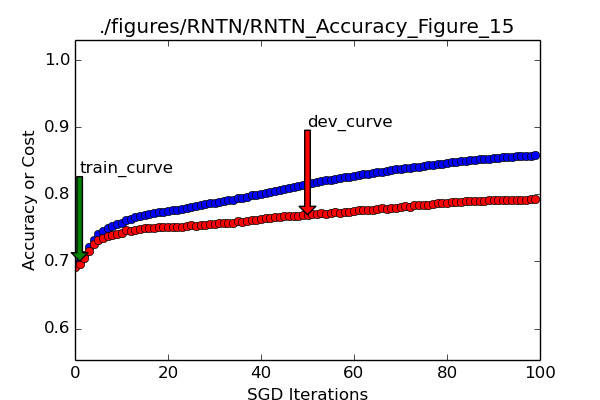 ./figures/RNTN/RNTN_Accuracy_Figure_15
1.0
dev_curve
0.9
train_curve
0.8
Accuracy or Cost
0.7
0.6
0 20 40 60 80 100
SGD Iterations